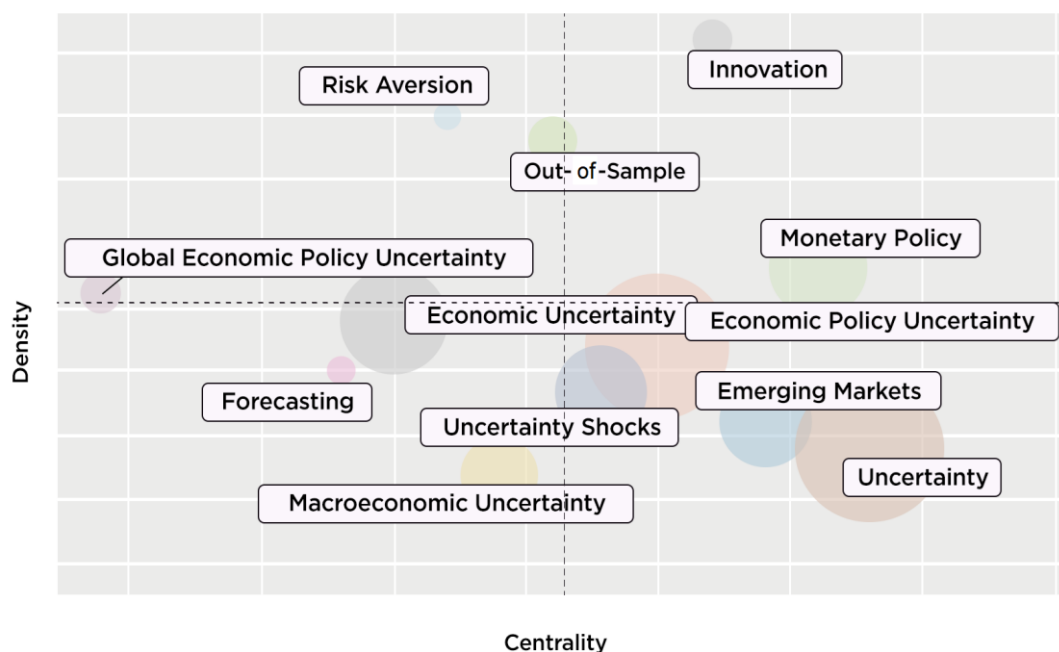 Innovation
Risk Aversion
Out- of -Sample
Monetary Policy
Global Economic Policy Uncertainty
Economic Uncertainty
Economic Policy Uncertainty
Density
Emerging Markets
Forecasting
Uncertainty Shocks
Uncertainty
Macroeconomic Uncertainty
Centrality